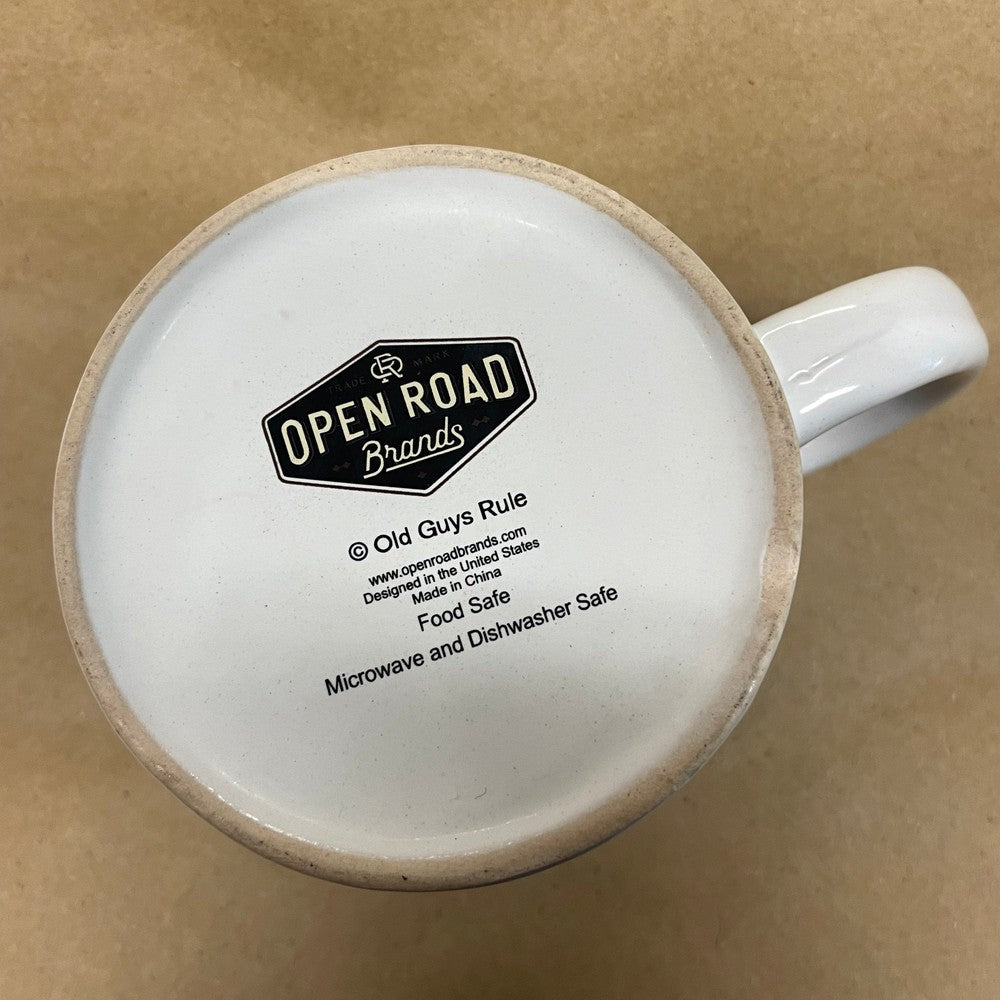 TRADE MARK
OPEN ROAD
Brands
© Old Guys Rule
www.openroadbrands.com
Designed in the United States
Made in China
Food Safe
Microwave and Dishwasher Safe